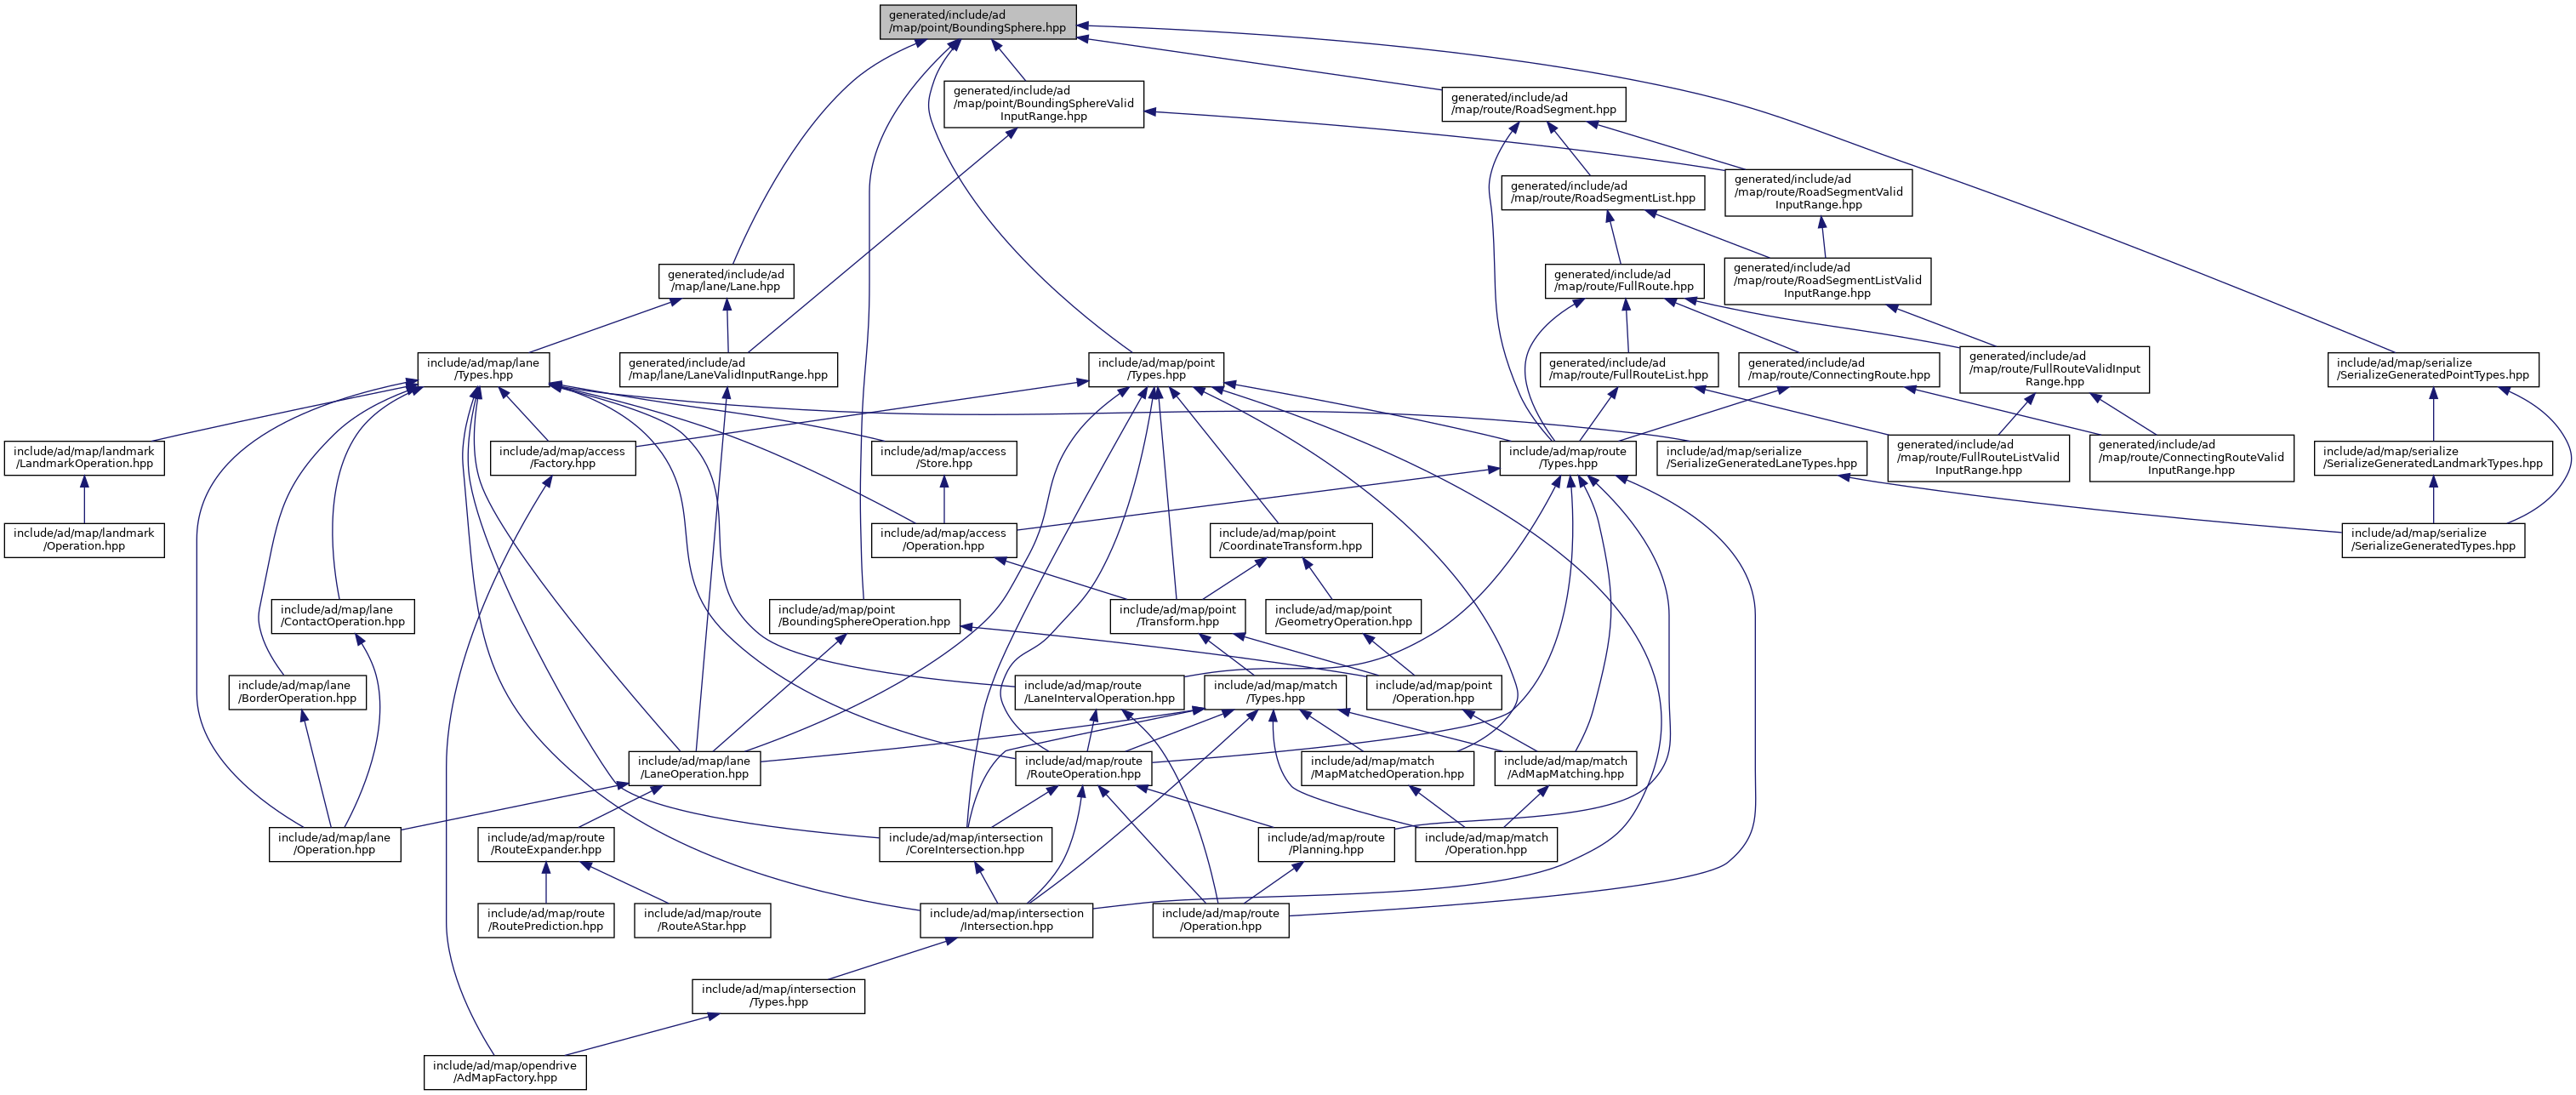 generated/include/ad
/map/point/BoundingSphere.hpp
generated/include/ad
/map/point/BoundingSphereValid
InputRange.hpp
generated/include/ad
/map/route/RoadSegment.hpp
generated/include/ad
/map/route/RoadSegmentList.hpp
generated/include/ad
/map/route/RoadSegmentValid
InputRange.hpp
generated/include/ad
/map/lane/Lane.hpp
generated/include/ad
/map/route/FullRoute.hpp
generated/include/ad
/map/route/RoadSegmentListValid
InputRange.hpp
include/ad/map/lane
/Types.hpp
generated/include/ad
/map/lane/LaneValidInputRange.hpp
include/ad/map/point
/Types.hpp
generated/include/ad
/map/route/FullRouteList.hpp
generated/include/ad
/map/route/ConnectingRoute.hpp
generated/include/ad
/map/route/FullRouteValidInput
Range.hpp
include/ad/map/serialize
/SerializeGeneratedPointTypes.hpp
include/ad/map/landmark
/LandmarkOperation.hpp
include/ad/map/access
/Factory.hpp
include/ad/map/access
/Store.hpp
include/ad/map/route
/Types.hpp
include/ad/map/serialize
/SerializeGeneratedLaneTypes.hpp
generated/include/ad
/map/route/FullRouteListValid
InputRange.hpp
generated/include/ad
/map/route/ConnectingRouteValid
InputRange.hpp
include/ad/map/serialize
/SerializeGeneratedLandmarkTypes.hpp
include/ad/map/landmark
/Operation.hpp
include/ad/map/access
/Operation.hpp
include/ad/map/point
/CoordinateTransform.hpp
include/ad/map/serialize
/SerializeGeneratedTypes.hpp
include/ad/map/lane
/ContactOperation.hpp
include/ad/map/point
/BoundingSphereOperation.hpp
include/ad/map/point
/Transform.hpp
include/ad/map/point
/GeometryOperation.hpp
include/ad/map/lane
/BorderOperation.hpp
include/ad/map/route
/LaneIntervalOperation.hpp
include/ad/map/match
/Types.hpp
include/ad/map/point
/Operation.hpp
include/ad/map/lane
/LaneOperation.hpp
include/ad/map/route
/RouteOperation.hpp
include/ad/map/match
/MapMatchedOperation.hpp
include/ad/map/match
/AdMapMatching.hpp
include/ad/map/lane
/Operation.hpp
include/ad/map/route
/RouteExpander.hpp
include/ad/map/intersection
/CoreIntersection.hpp
include/ad/map/route
/Planning.hpp
include/ad/map/match
/Operation.hpp
include/ad/map/route
/RoutePrediction.hpp
include/ad/map/route
/RouteAStar.hpp
include/ad/map/intersection
/Intersection.hpp
include/ad/map/route
/Operation.hpp
include/ad/map/intersection
/Types.hpp
include/ad/map/opendrive
/AdMapFactory.hpp